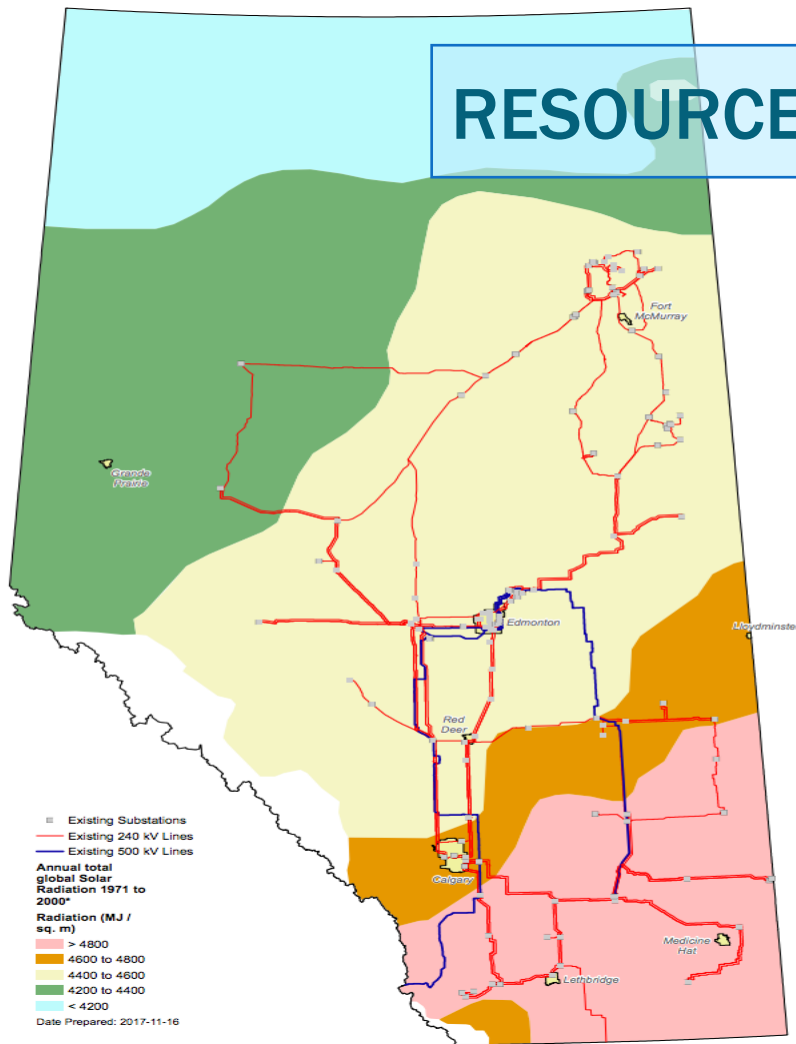 RESOURCE
Fort
McMurray
Grande
Prairie
Edmonton
Lloydminster
Red
Deer
Calgary
Medicine
Hat
Lethbridge
Existing Substations
Existing 240 kV Lines
Existing 500 kV Lines
Annual total
global Solar
Radiation 1971 to
2000*
Radiation (MJ /
sq. m)
> 4800
4600 to 4800
4400 to 4600
4200 to 4400
< 4200
Date Prepared: 2017-11-16